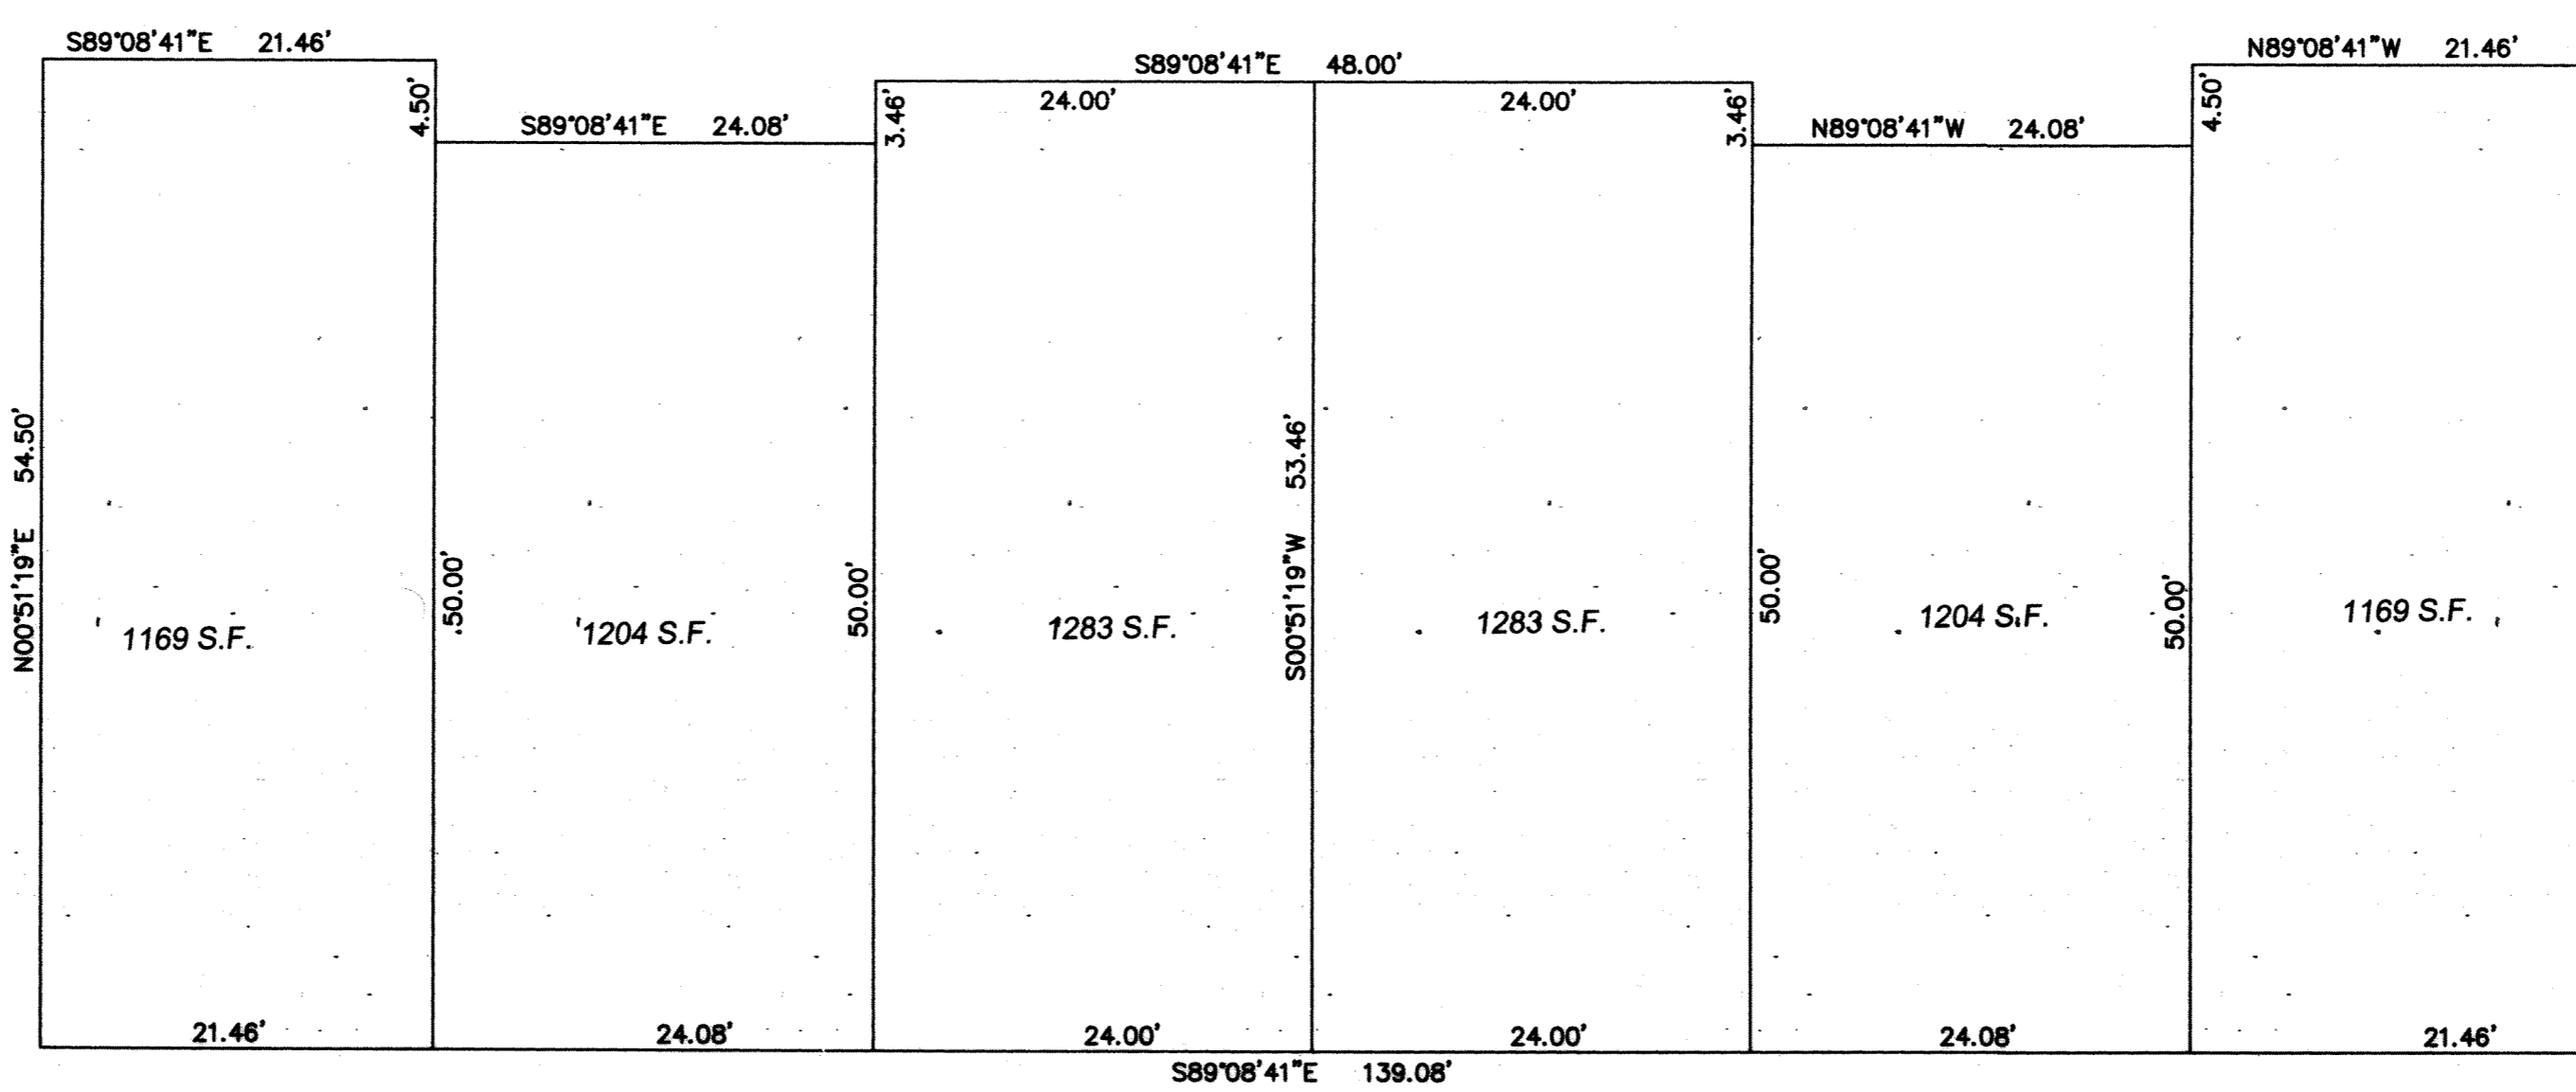 S89°08'41"E 21.46'
S89°08'41"E 48.00'
N89°08'41"W 21.46'
4.50'
S89°08'41"E 24.08'
3.46'
24.00'
24.00'
3.46'
N89°08'41"W 24.08'
4.50'
N00°51'19"E 54.50'
50.00'
50.00'
S00°51'19"W 53.46'
50.00'
50.00'
1169 S.F.
1204 S.F.
1283 S.F.
1283 S.F.
1204 S.F.
1169 S.F.
21.46'
24.08'
24.00'
24.00'
24.08'
21.46'
S89°08'41"E 139.08'